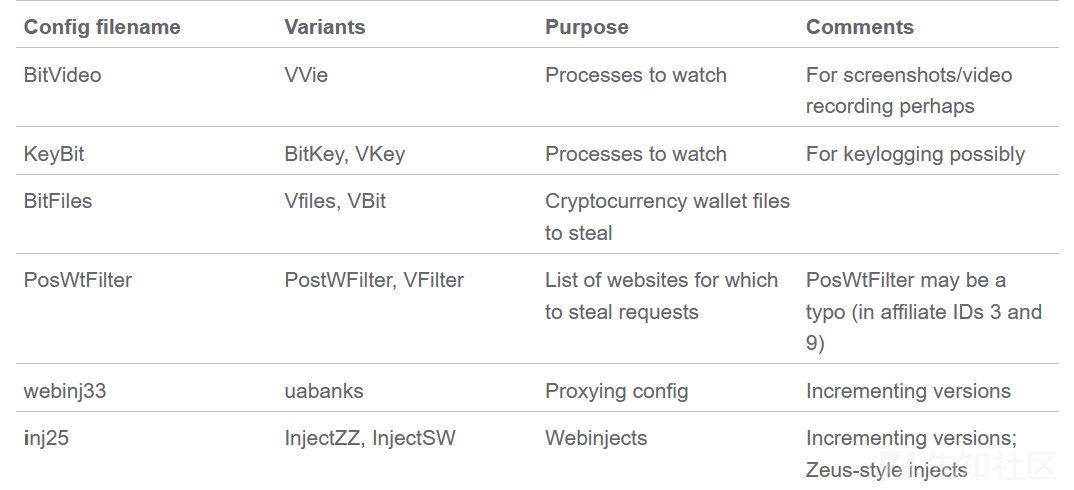 Config filename Variants Purpose Comments
BitVideo VVie Processes to watch For screenshots/video
recording perhaps
KeyBit BitKey, VKey Processes to watch For keylogging possibly
BitFiles Vfiles, VBit Cryptocurrency wallet files
to steal
PosWtFilter PostWFilter, VFilter List of websites for which PosWtFilter may be a
to steal requests typo (in affiliate IDs 3 and
9)
webinj33 uabanks Proxying config Incrementing versions
inj25 InjectZZ, InjectSW Webinjects Incrementing versions;
Zeus-style injects
先知社区